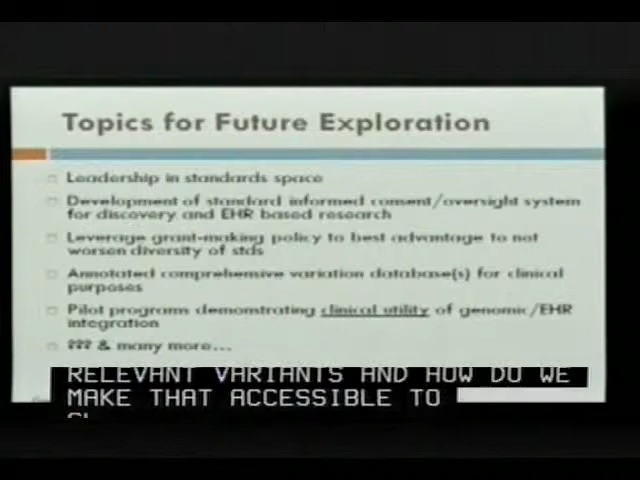 Topics for Future Exploration
Leadership in standards space
Development of standard informed consent/oversight system
for discovery and EHR based research
Leverage grant-making policy to best advantage to not
worsen diversity of stds
Annotated comprehensive variation database(s) for clinical
purposes
Pilot programs demonstrating clinical utility of genomic/EHR
integration
??? & many more...
RELEVANT VARIANTS AND HOW DO WE
MAKE THAT ACCESSIBLE TO